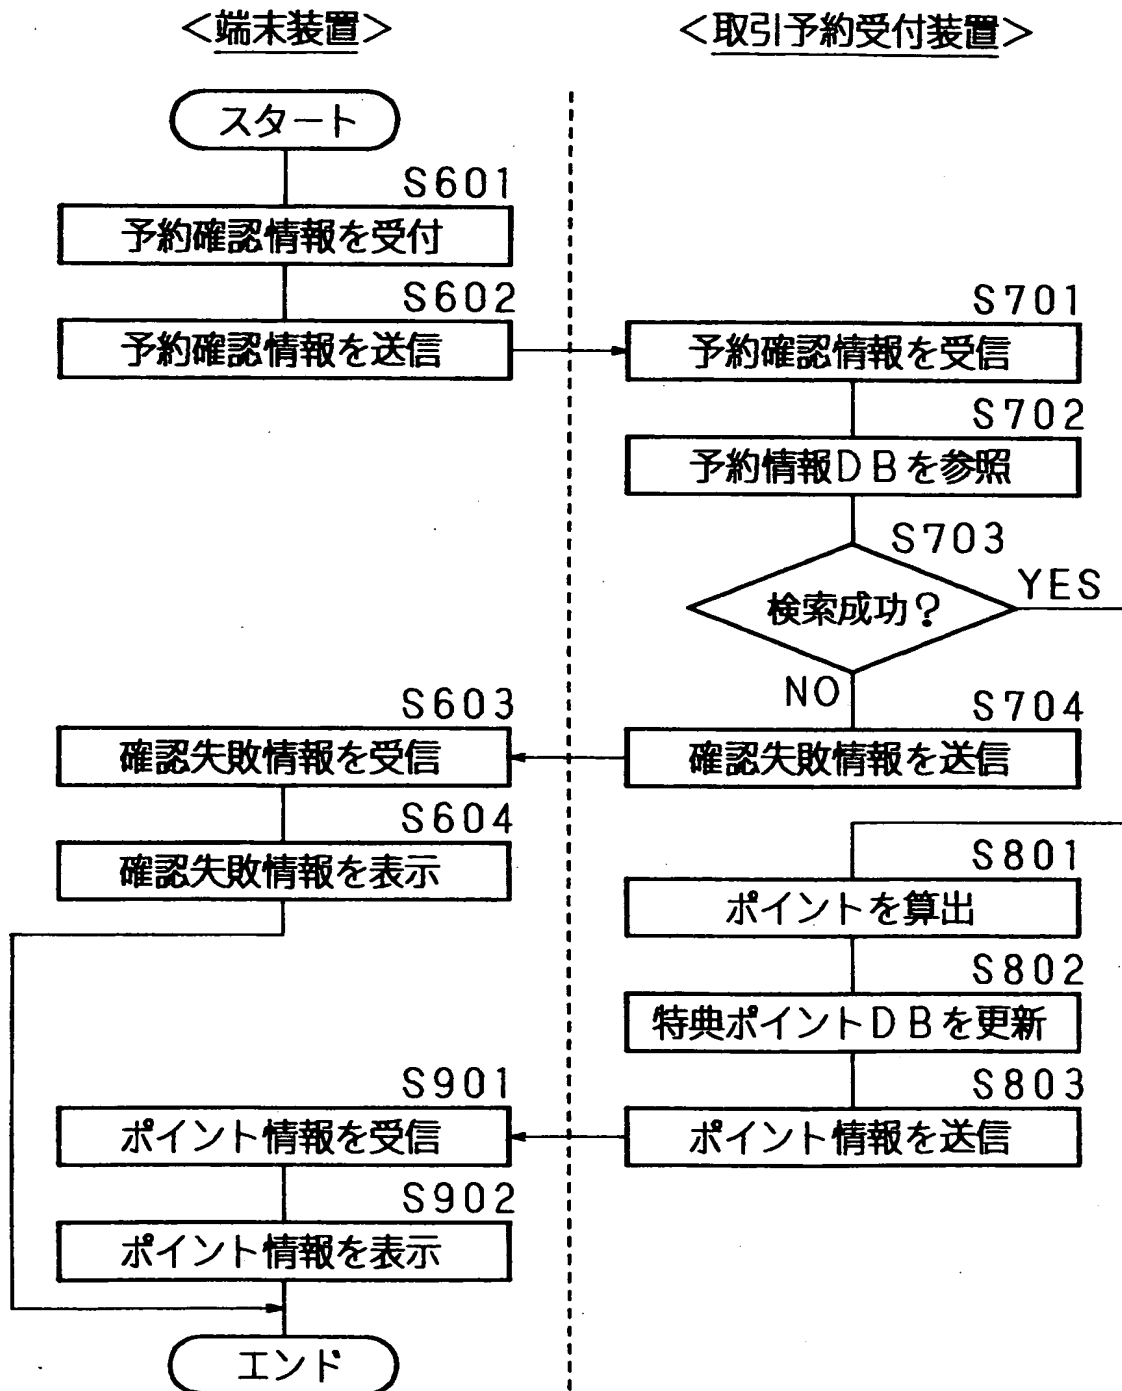 <端末装置>
<取引予約受付装置>
スタート
S601
予約確認情報を受付
S602
予約確認情報を送信
S701
予約確認情報を受信
S702
予約情報DBを参照
S703
検索成功?
YES
NO
S704
確認失敗情報を送信
S603
確認失敗情報を受信
S604
確認失敗情報を表示
S801
ポイントを算出
S802
特典ポイントDBを更新
S803
ポイント情報を送信
S901
ポイント情報を受信
S902
ポイント情報を表示
エンド